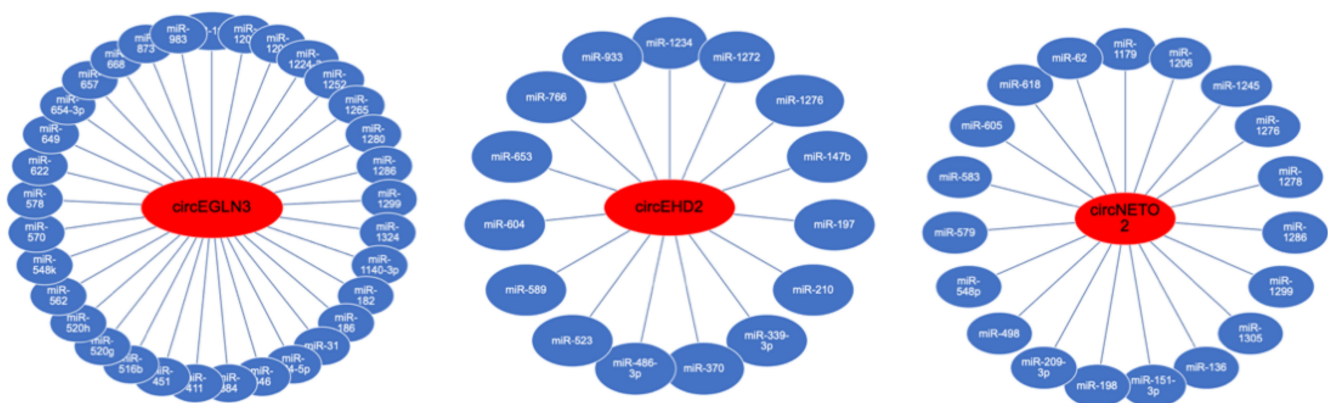 circEGLN3
miR-
983
miR-
873
miR-
668
miR-
657
miR-
654-3p
miR-
649
miR-
622
miR-
578
miR-
570
miR-
548k
miR-
562
miR-
520h
miR-
520g
miR-
516b
miR-
451
miR-
miR-
miR-
miR-31
miR-
186
miR-
182
miR-
1140-3p
miR-
1324
miR-
1299
miR-
1286
miR-
1280
miR-
1265
miR-
1252
miR-
circEHD2
miR-1234
miR-1272
miR-1276
miR-147b
miR-197
miR-210
miR-339-
3p
miR-370
miR-486-
3p
miR-523
miR-589
miR-604
miR-653
miR-766
miR-933
circNETO
2
miR-
1179
miR-
1206
miR-1245
miR-
1276
miR-
1278
miR-
1286
miR-
1299
miR-
1305
miR-136
miR-151-
3p
miR-198
miR-209-
3p
miR-498
miR-
548p
miR-579
miR-583
miR-605
miR-618
miR-62